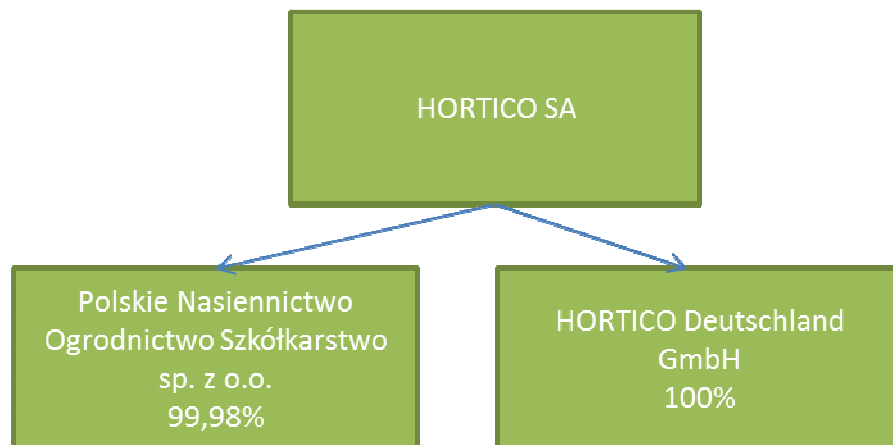 HORTICO SA
Polskie Nasiennictwo
Ogrodnictwo Szkółkarstwo
sp. z o.o.
99,98%
HORTICO Deutschland
GmbH
100%